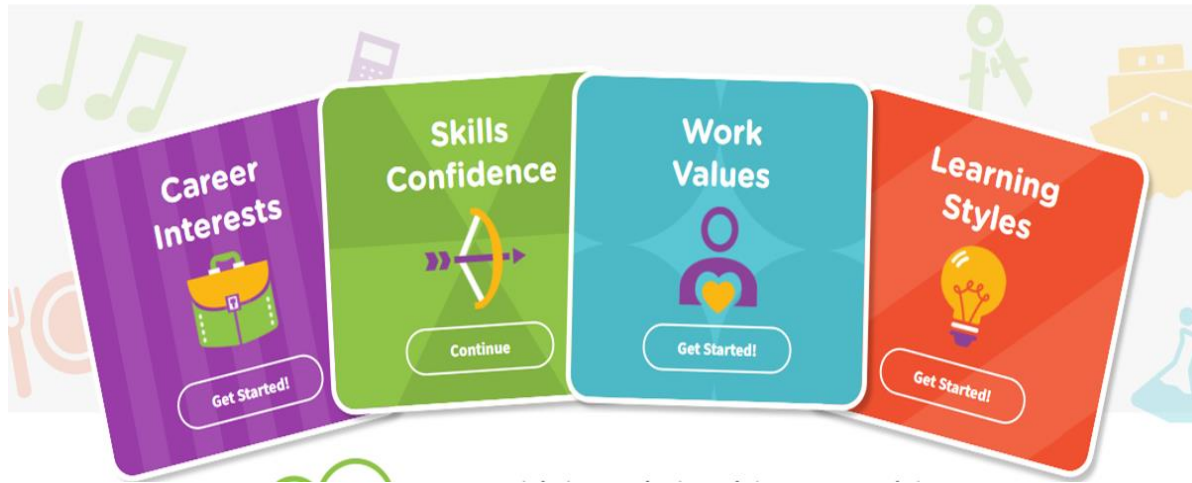 Career
Interests
Get Started!
Skills
Confidence
Continue
Work
Values
Get Started!
Learning
Styles
Get Started!